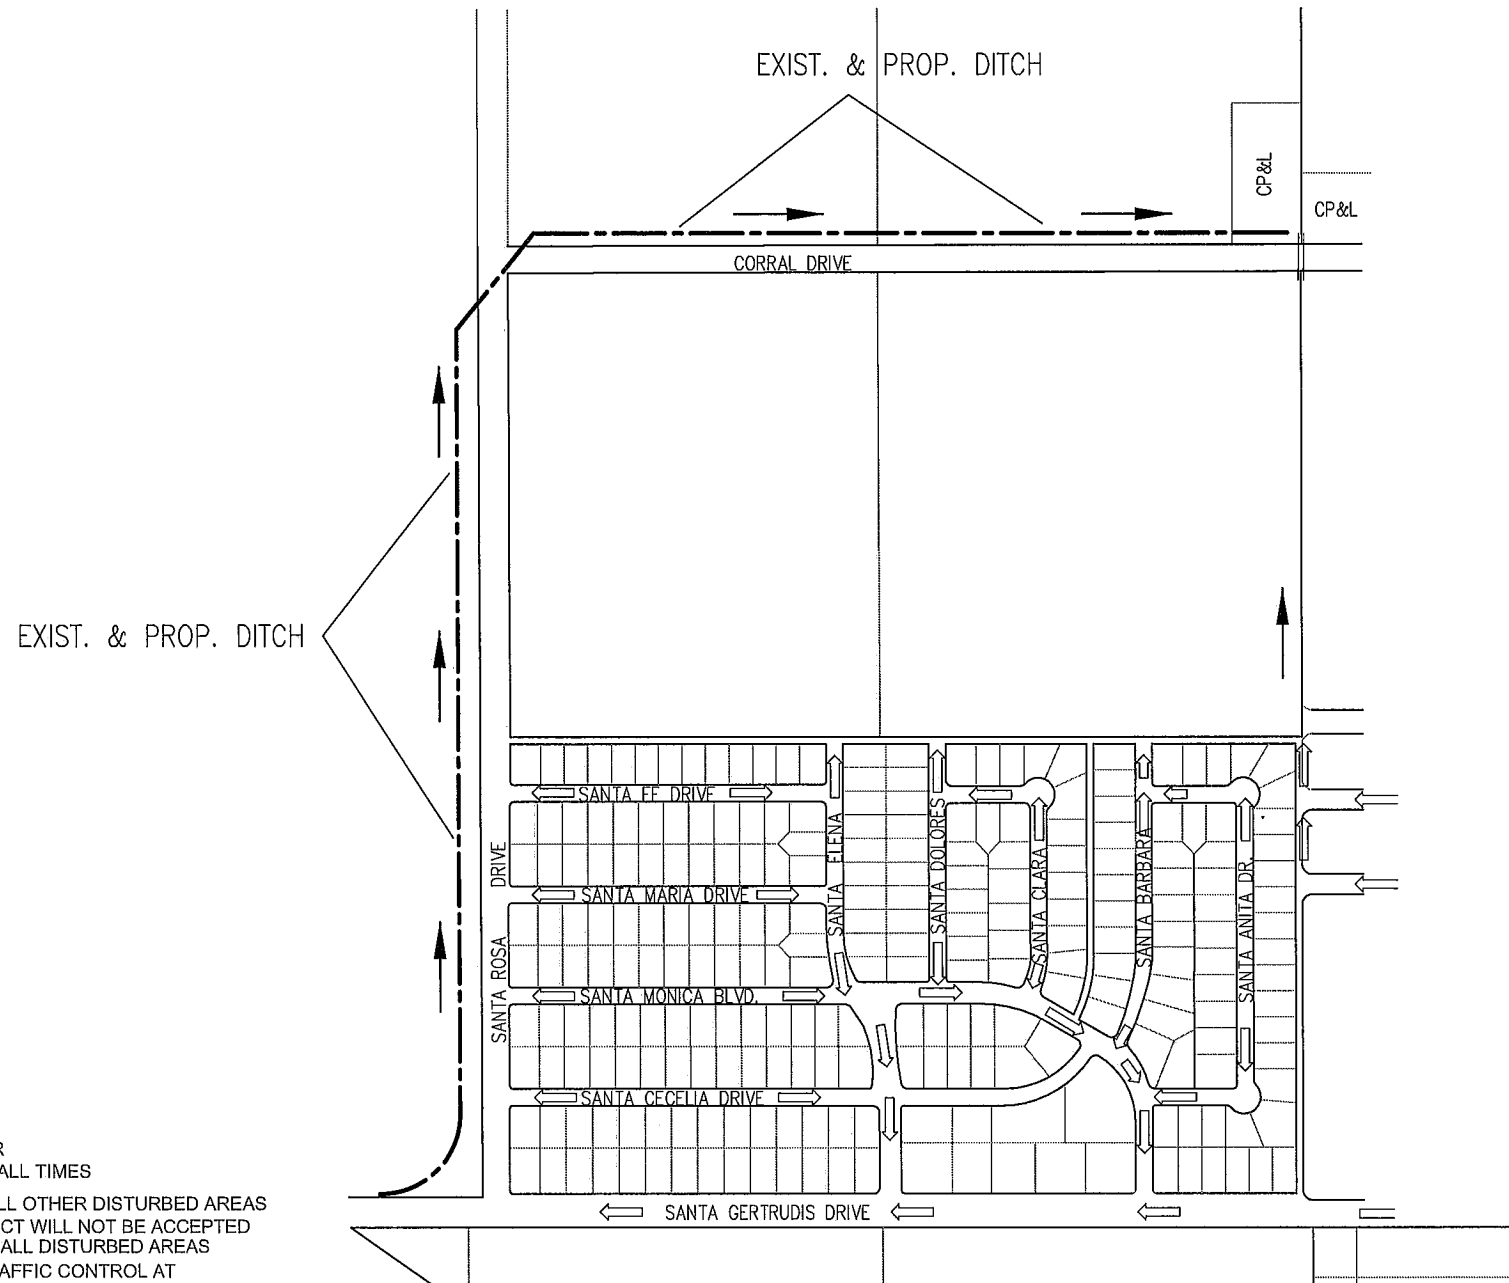 EXIST. & PROP. DITCH
CP&L
CP&L
CORRAL DRIVE
EXIST. & PROP. DITCH
SANTA FE DRIVE
SANTA ELENA
SANTA DOLORES
SANTA CLARA
SANTA BARBARA
SANTA ANITA DR.
SANTA ROSA DRIVE
SANTA MARIA DRIVE
SANTA MONICA BLVD.
SANTA CECELIA DRIVE
SANTA GERTRUDIS DRIVE
R
ALL TIMES
LL OTHER DISTURBED AREAS
CT WILL NOT BE ACCEPTED
ALL DISTURBED AREAS
AFFIC CONTROL AT